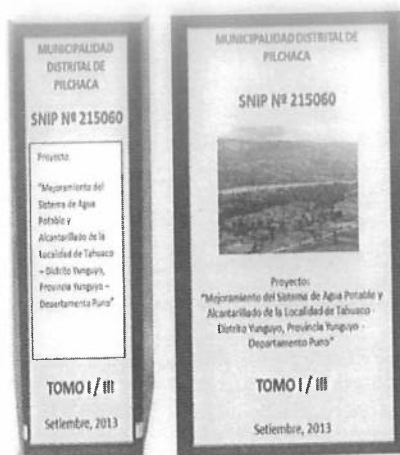 MUNICIPALIDAD
DISTRITAL DE
PILCHACA
SNIP Nº 215060
Proyecto:
"Mejoramiento del
Sistema de Agua
Potable y
Alcantarillado de la
Localidad de Tahuaco
– Distrito Yunguyo,
Provincia Yunguyo –
Departamento Puno"
TOMO I / III
Setiembre, 2013
MUNICIPALIDAD DISTRITAL DE
PILCHACA
SNIP Nº 215060
Proyecto:
"Mejoramiento del Sistema de Agua Potable y
Alcantarillado de la Localidad de Tahuaco -
Distrito Yunguyo, Provincia Yunguyo -
Departamento Puno"
TOMO I / III
Setiembre, 2013